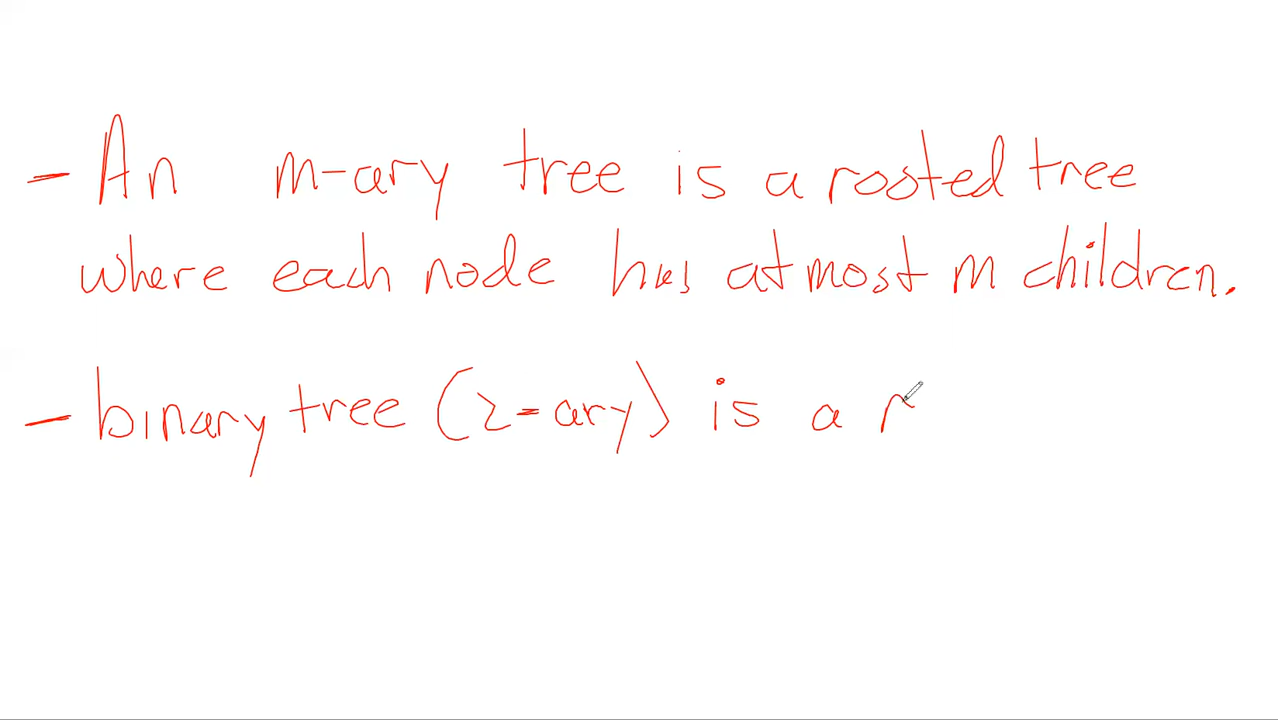 - An m-ary tree is a rooted tree
where each node has at most m children.
- binary tree (2-ary) is a r